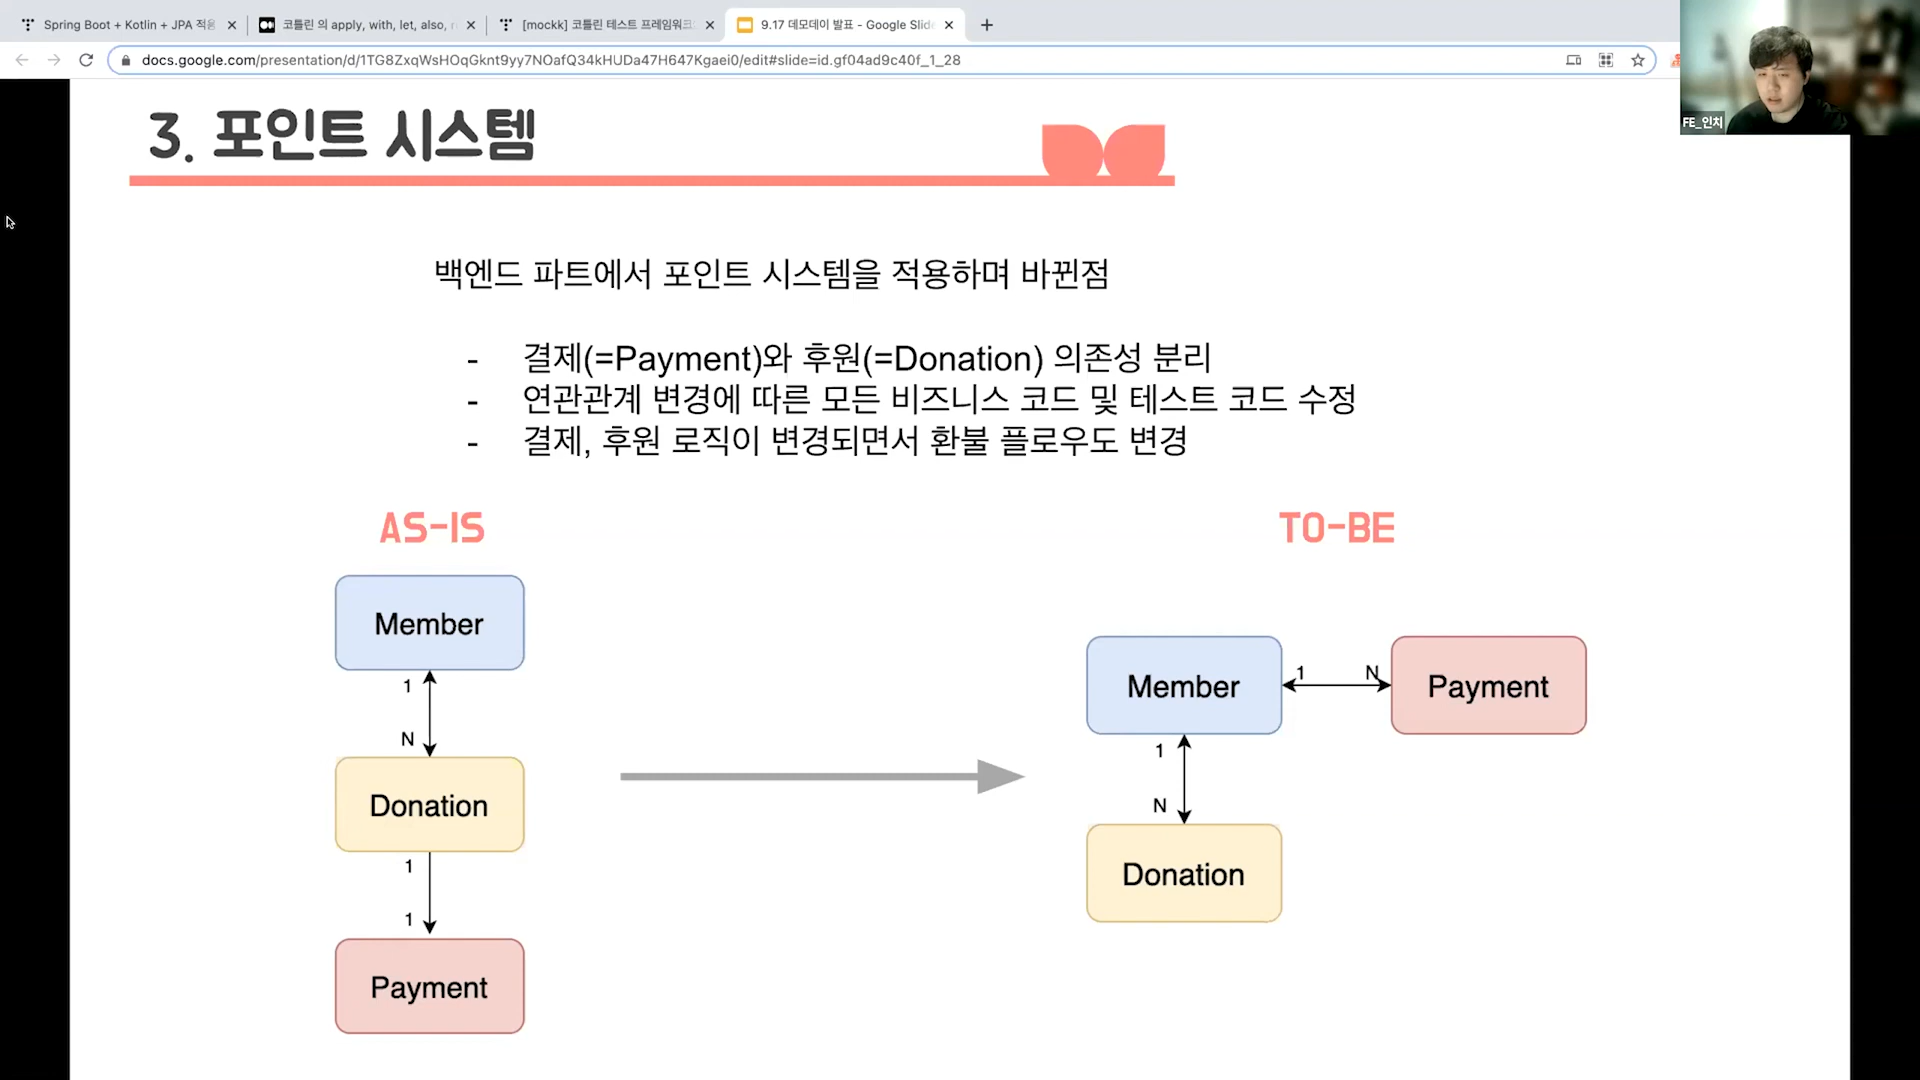 Spring Boot + Kotlin + JPA 적용
코틀린 의 apply, with, let, also, r
[mockk] 코틀린 테스트 프레임워크
9.17 데모데이 발표 - Google Slide
docs.google.com/presentation/d/1TG8ZxqWsHOqGknt9yy7NOafQ34kHUDa47H647Kgaei0/edit#slide=id.gf04ad9c40f_1_28
FE_인치
3. 포인트 시스템
백엔드 파트에서 포인트 시스템을 적용하며 바뀐점
- 결제(=Payment)와 후원(=Donation) 의존성 분리
- 연관관계 변경에 따른 모든 비즈니스 코드 및 테스트 코드 수정
- 결제, 후원 로직이 변경되면서 환불 플로우도 변경
AS-IS
Member
1
N
Donation
1
1
Payment
TO-BE
Member
1 N
Payment
1
N
Donation